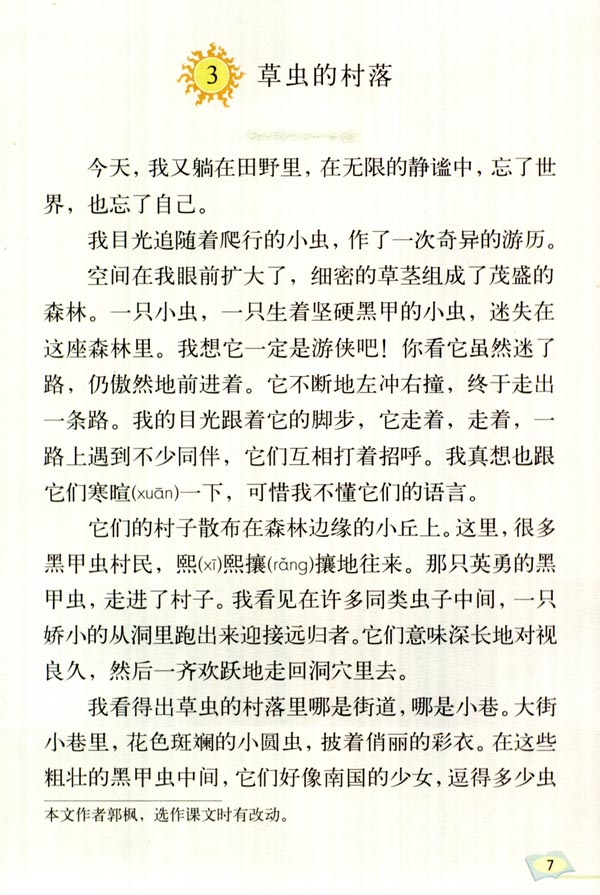 3 草虫的村落
今天，我又躺在田野里，在无限的静谧中，忘了世
界，也忘了自己。
我目光追随着爬行的小虫，作了一次奇异的游历。
空间在我眼前扩大了，细密的草茎组成了茂盛的
森林。一只小虫，一只生着坚硬黑甲的小虫，迷失在
这座森林里。我想它一定是游侠吧！你看它虽然迷了
路，仍傲然地前进着。它不断地左冲右撞，终于走出
一条路。我的目光跟着它的脚步，它走着，走着，一
路上遇到不少同伴，它们互相打着招呼。我真想也跟
它们寒暄(xuān)一下，可惜我不懂它们的语言。
它们的村子散布在森林边缘的小丘上。这里，很多
黑甲虫村民，熙(xī)熙攘(rǎng)攘地往来。那只英勇的黑
甲虫，走进了村子。我看见在许多同类虫子中间，一只
娇小的从洞里跑出来迎接远归者。它们意味深长地对视
良久，然后一齐欢跃地走回洞穴里去。
我看得出草虫的村落里哪是街道，哪是小巷。大街
小巷里，花色斑斓的小圆虫，披着俏丽的彩衣。在这些
粗壮的黑甲虫中间，它们好像南国的少女，逗得多少虫
本文作者郭枫，选作课文时有改动。
7